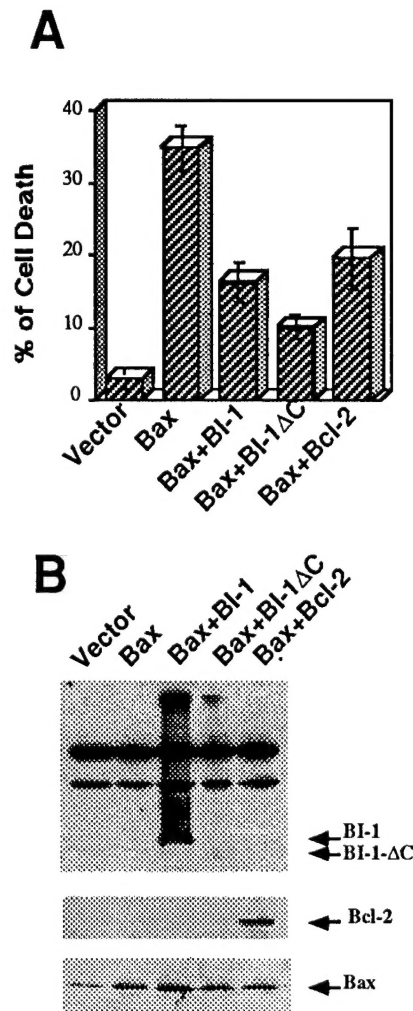 A
% of Cell Death
40
30
20
10
0
Vector
Bax
Bax+BI-1
Bax+BI-1ΔC
Bax+Bcl-2
B
Vector
Bax
Bax+BI-1
Bax+BI-1ΔC
Bax+Bcl-2
BI-1
BI-1-ΔC
Bcl-2
Bax